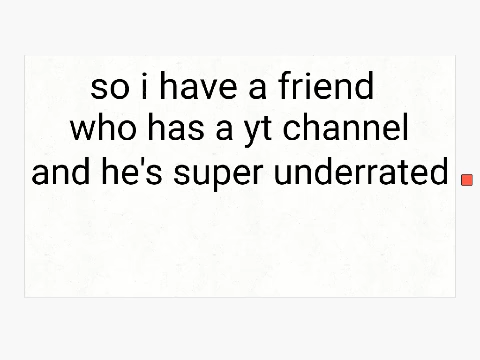 so i have a friend
who has a yt channel
and he's super underrated